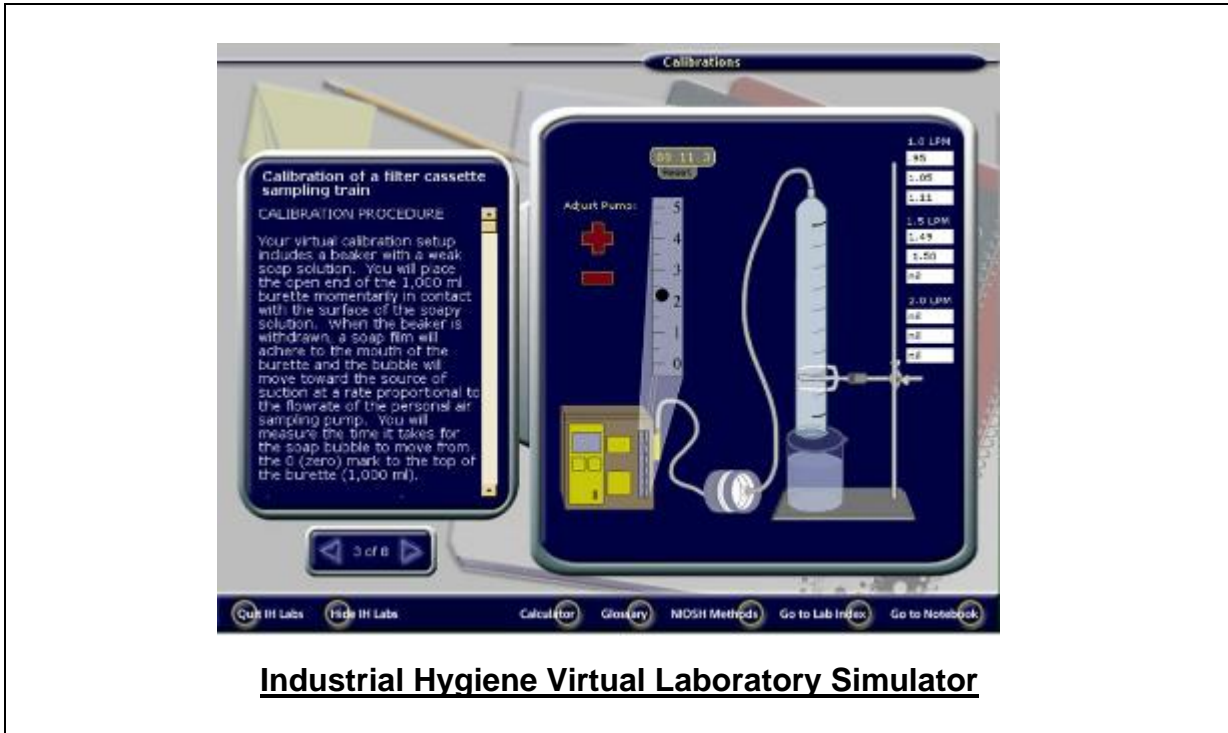 Calibrations
Calibration of a filter cassette
sampling train
CALIBRATION PROCEDURE
Your virtual calibration setup
includes a beaker with a weak
soap solution. You will place
the open end of the 1,000 ml
burette momentarily in contact
with the surface of the soapy
solution. When the beaker is
withdrawn, a soap film will
adhere to the mouth of the
burette and the bubble will
move toward the source of
suction at a rate proportional to
the flowrate of the personal air
sampling pump. You will
measure the time it takes for
the soap bubble to move from
the 0 (zero) mark to the top of
the burette (1,000 ml).
3 of 8
Reset
Adjust Pump:
5
4
3
2
1
0
1.0 LPM
.95
1.05
1.11
1.5 LPM
1.49
1.50
2.0 LPM
Quit IH Labs
Hide IH Labs
Calculator
Glossary
NIOSH Methods
Go to Lab Index
Go to Notebook
Industrial Hygiene Virtual Laboratory Simulator